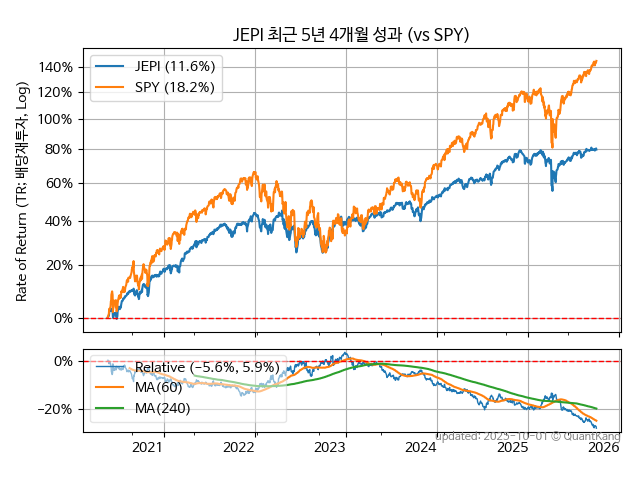 JEPI 최근 5년 4개월 성과 (vs SPY)
Rate of Return (TR: 배당재투자, Log)
140%
120%
100%
80%
60%
40%
20%
0%
JEPI (11.6%)
SPY (18.2%)
0%
−20%
Relative (−5.6%, 5.9%)
MA(60)
MA(240)
updated: 2025-10-01 © QuantKang
2021
2022
2023
2024
2025
2026